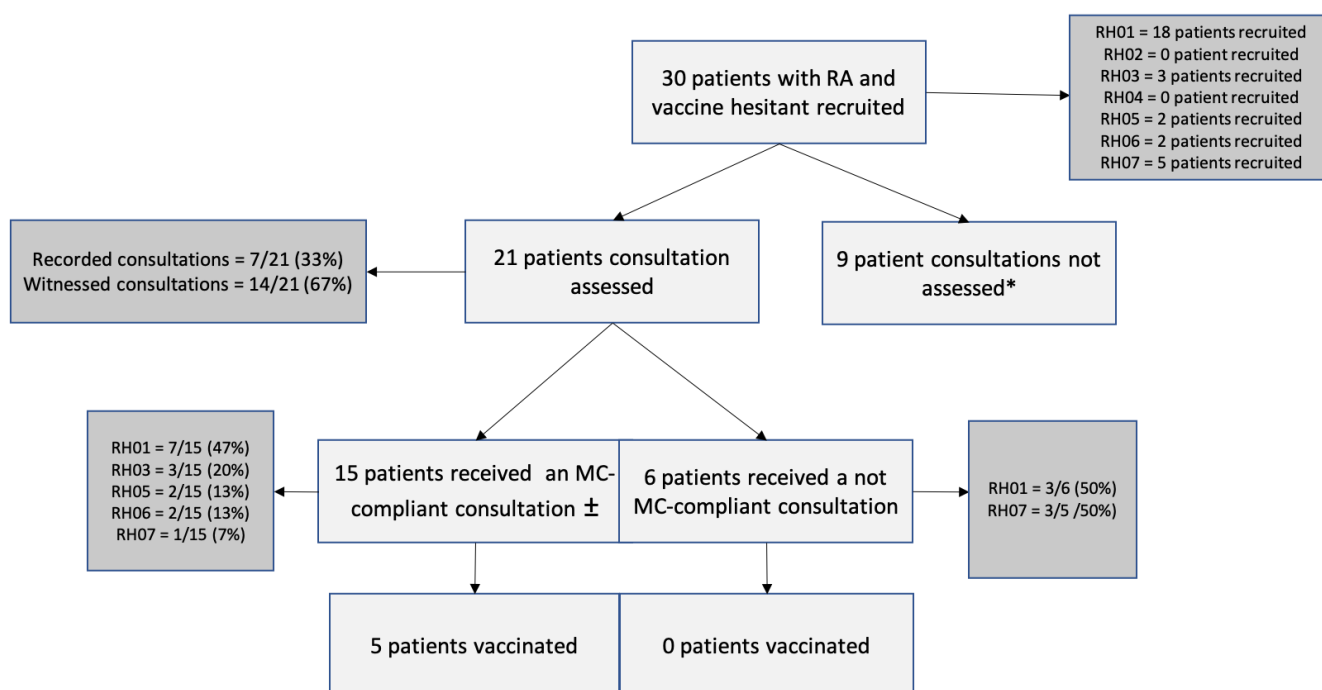 30 patients with RA and
vaccine hesitant recruited
RH01 = 18 patients recruited
RH02 = 0 patient recruited
RH03 = 3 patients recruited
RH04 = 0 patient recruited
RH05 = 2 patients recruited
RH06 = 2 patients recruited
RH07 = 5 patients recruited
Recorded consultations = 7/21 (33%)
Witnessed consultations = 14/21 (67%)
21 patients consultation
assessed
9 patient consultations not
assessed*
RH01 = 7/15 (47%)
RH03 = 3/15 (20%)
RH05 = 2/15 (13%)
RH06 = 2/15 (13%)
RH07 = 1/15 (7%)
15 patients received an MC-
compliant consultation ±
6 patients received a not
MC-compliant consultation
RH01 = 3/6 (50%)
RH07 = 3/5 /50%)
5 patients vaccinated
0 patients vaccinated